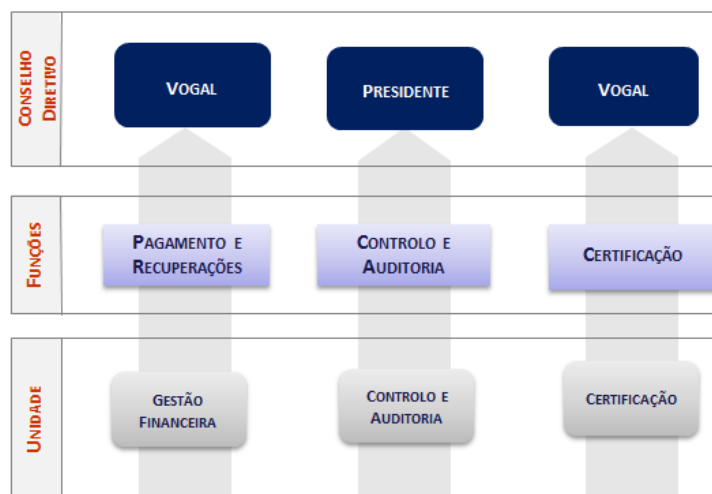 CONSELHO
DIRETIVO
VOGAL
PRESIDENTE
VOGAL
FUNÇÕES
PAGAMENTO E
RECUPERAÇÕES
CONTROLO E
AUDITORIA
CERTIFICAÇÃO
UNIDADE
GESTÃO
FINANCEIRA
CONTROLO E
AUDITORIA
CERTIFICAÇÃO